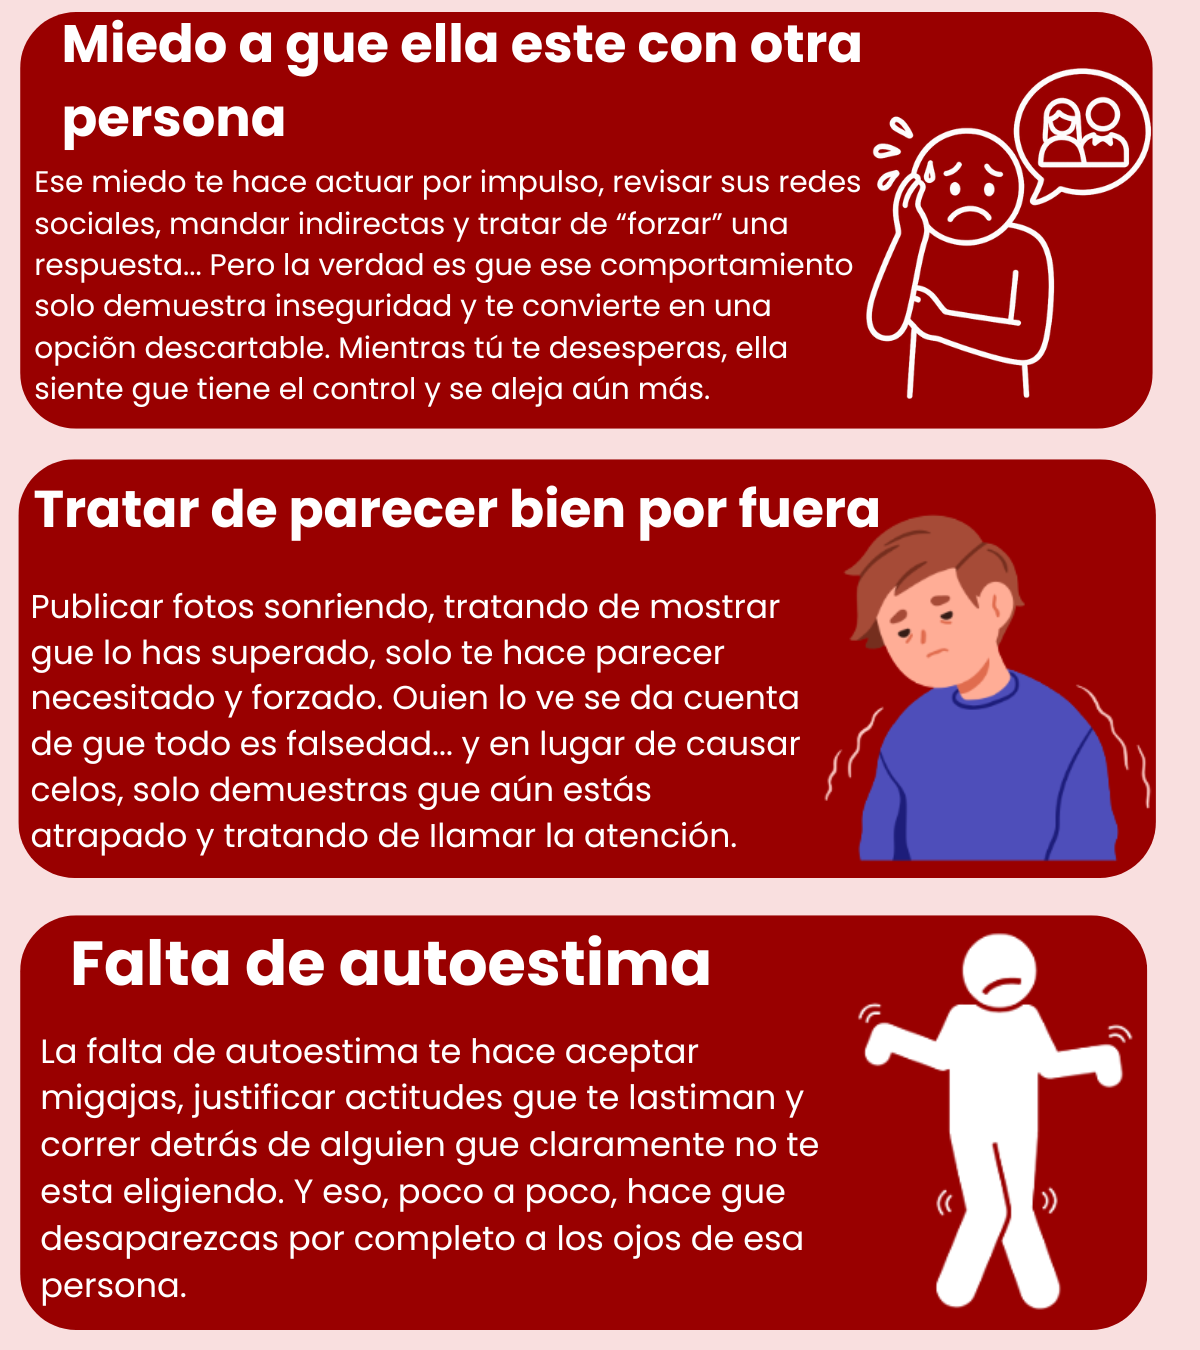 Miedo a gue ella este con otra
persona
Ese miedo te hace actuar por impulso, revisar sus redes
sociales, mandar indirectas y tratar de “forzar” una
respuesta... Pero la verdad es gue ese comportamiento
solo demuestra inseguridad y te convierte en una
opciõn descartable. Mientras tú te desesperas, ella
siente gue tiene el control y se aleja aún más.
Tratar de parecer bien por fuera
Publicar fotos sonriendo, tratando de mostrar
gue lo has superado, solo te hace parecer
necesitado y forzado. Ouien lo ve se da cuenta
de gue todo es falsedad... y en lugar de causar
celos, solo demuestras gue aún estás
atrapado y tratando de llamar la atención.
Falta de autoestima
La falta de autoestima te hace aceptar
migajas, justificar actitudes gue te lastiman y
correr detrás de alguien gue claramente no te
esta eligiendo. Y eso, poco a poco, hace gue
desaparezcas por completo a los ojos de esa
persona.